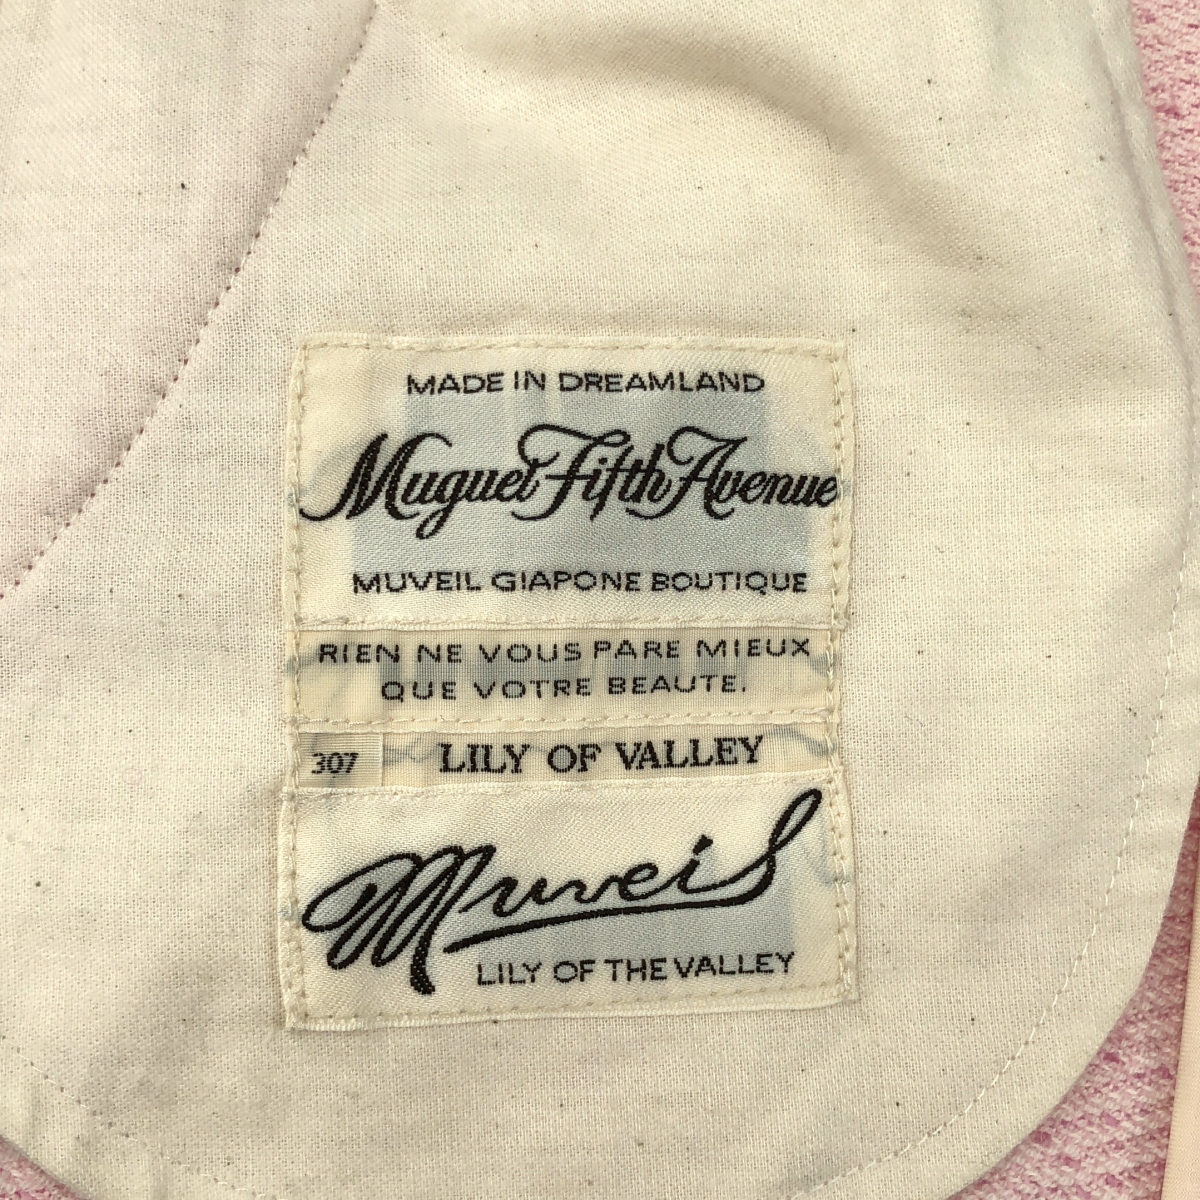 MADE IN DREAMLAND
Muguet Fifth Avenue
MUVEIL GIAPONE BOUTIQUE
RIEN NE VOUS PARE MIEUX
QUE VOTRE BEAUTE.
307 LILY OF VALLEY
Muveil
LILY OF THE VALLEY